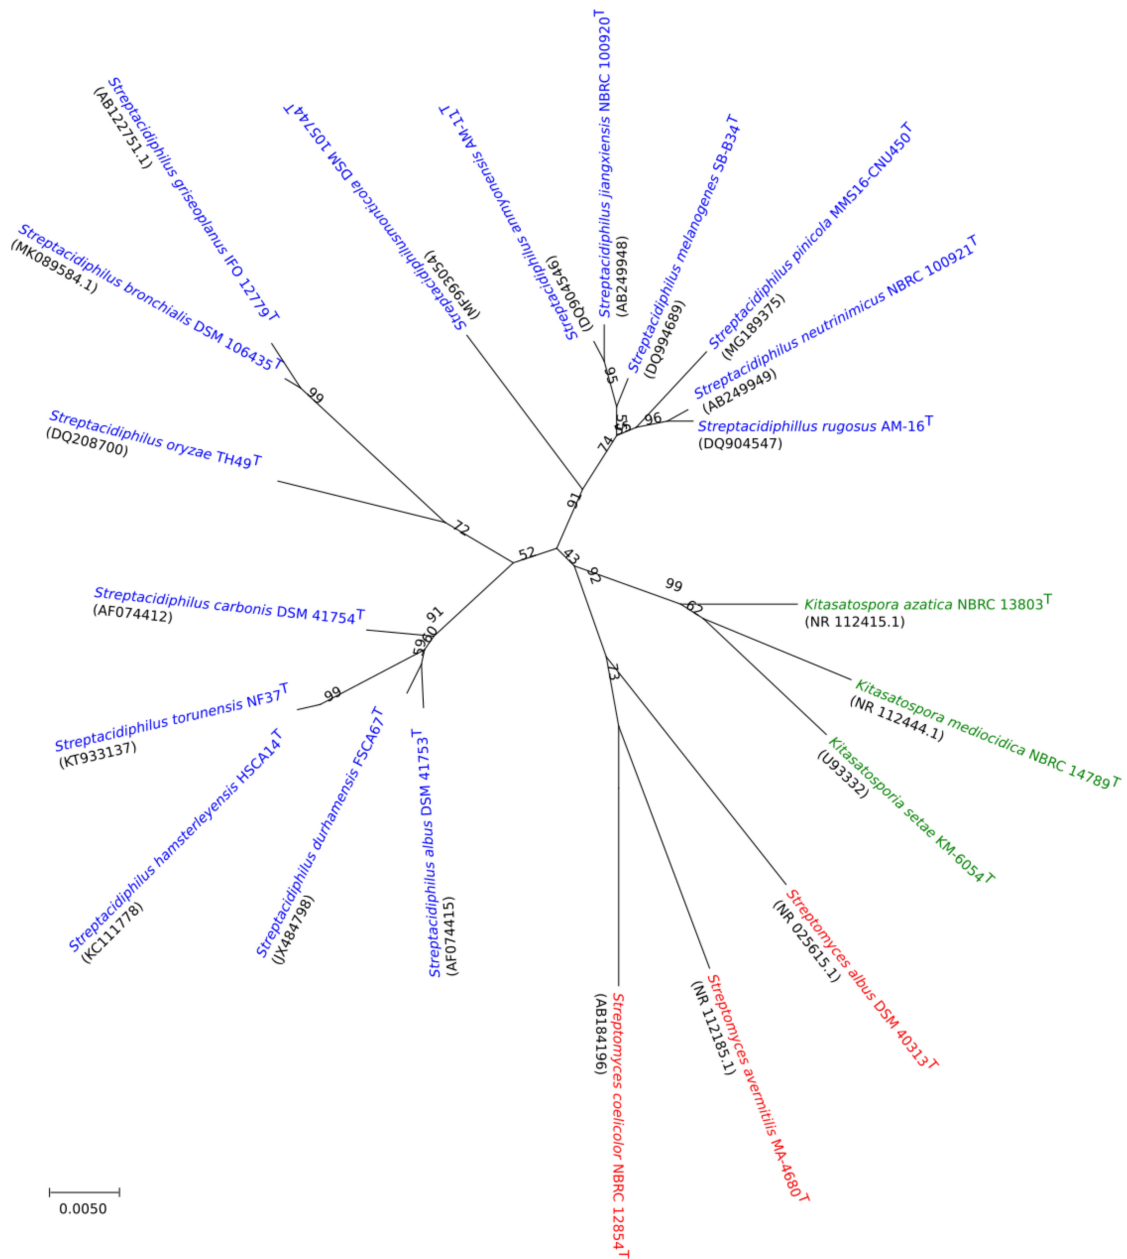 Streptacidiphilus jiangxiensis NBRC 100920T
(AB249948)
Streptacidiphilus griseoplanus IFO 12779T
(AB122751.1)
Streptacidiphilusmonticola DSM 105744T
(MF993054)
Streptacidiphilus anmyonensis AM-11T
(DQ904546)
Streptacidiphilus melanogenes SB-B34T
(DQ994689)
Streptacidiphilus pinicola MMS16-CNU450T
(MG189375)
Streptacidiphilus neutrinimicus NBRC 100921T
(AB249949)
Streptacidiphillus rugosus AM-16T
(DQ904547)
Streptacidiphilus bronchialis DSM 106435T
(MK089584.1)
Streptacidiphilus oryzae TH49T
(DQ208700)
95
99
55
96
74
91
72
52
43
92
99
62
Kitasatospora azatica NBRC 13803T
(NR 112415.1)
Streptacidiphilus carbonis DSM 41754T
(AF074412)
91
60
59
73
99
Kitasatospora mediocidica NBRC 14789T
(NR 112444.1)
Streptacidiphilus torunensis NF37T
(KT933137)
Kitasatosporia setae KM-6054T
(U93332)
Streptacidiphilus hamsterleyensis HSCA14T
(KC111778)
Streptacidiphilus durhamensis FSCA67T
(JX484798)
Streptacidiphilus albus DSM 41753T
(AF074415)
Streptomyces albus DSM 40313T
(NR 025615.1)
Streptomyces avermitilis MA-4680T
(NR 112185.1)
Streptomyces coelicolor NBRC 12854T
(AB184196)
0.0050